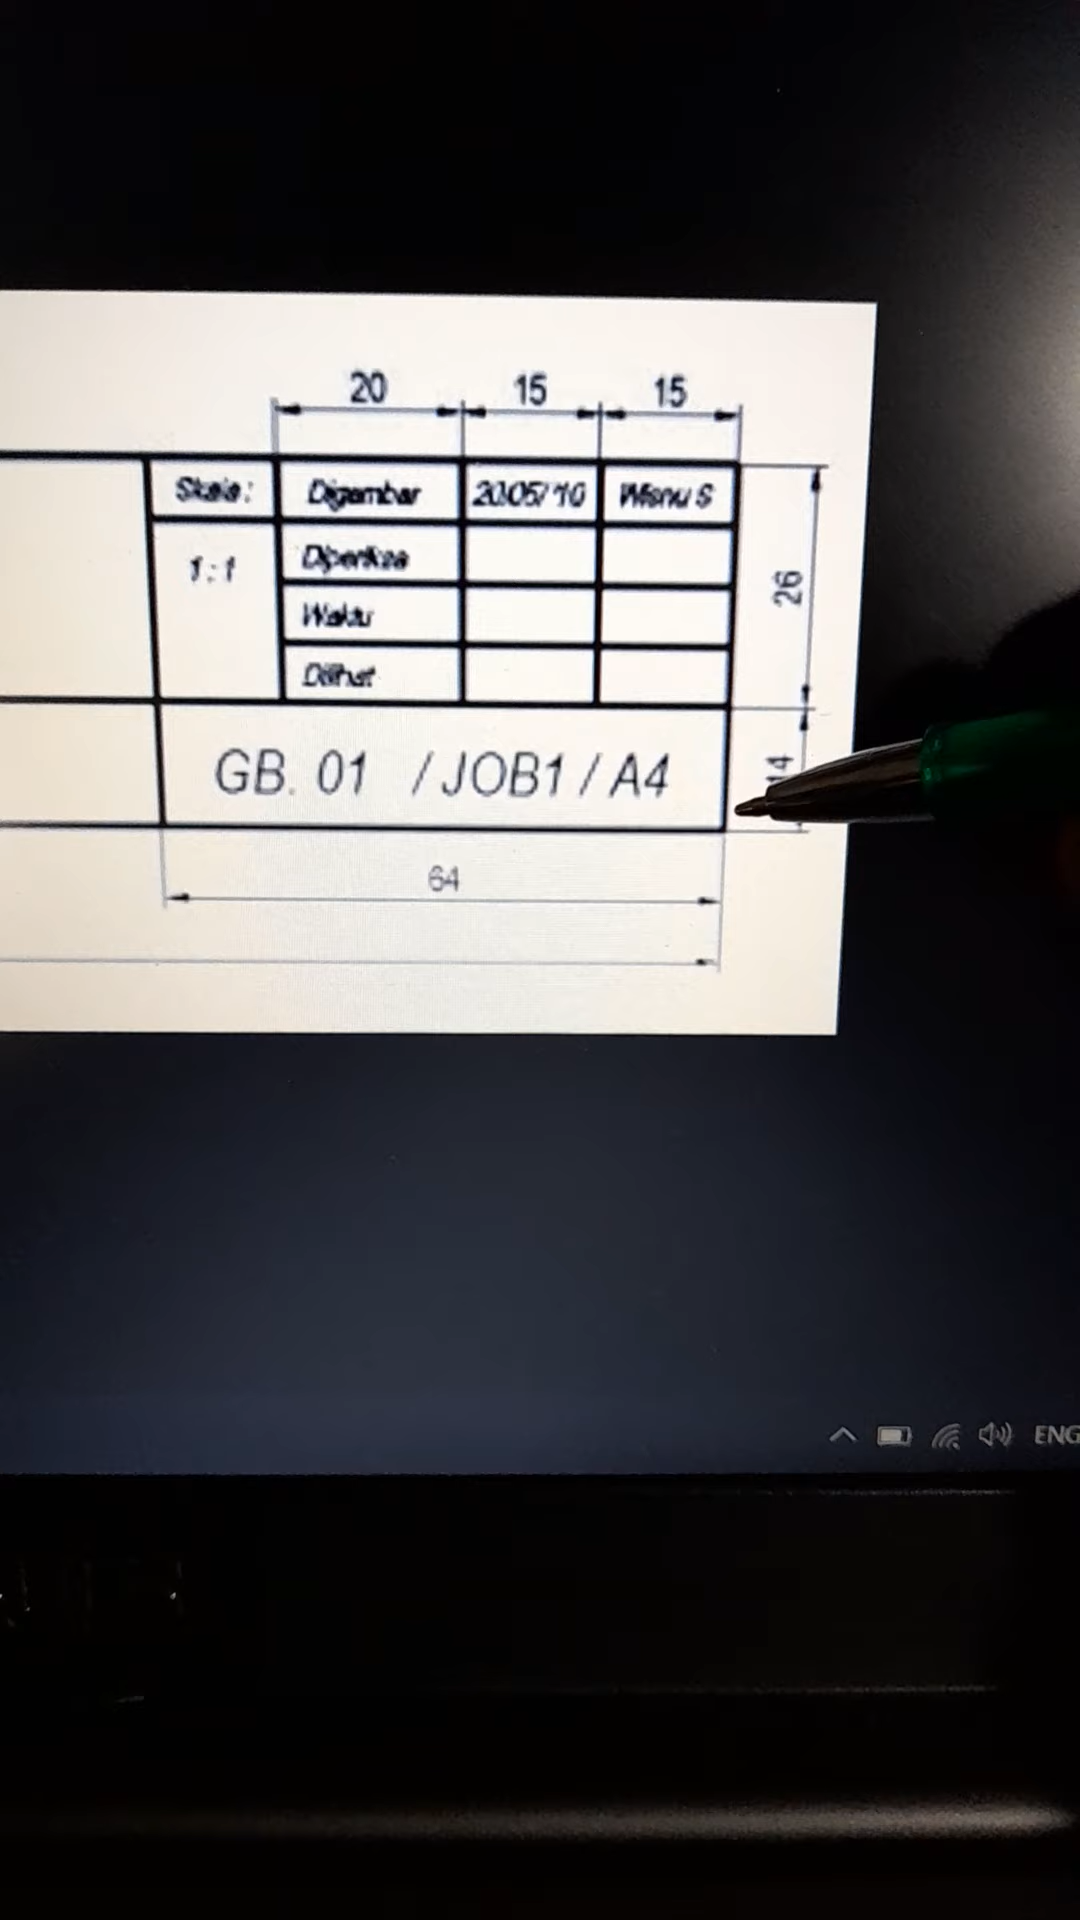 20 15 15
Skala: Digambar 20.05/'10 Wisnu S
1:1 Diperiksa
26
Waktu
Dilihat
GB. 01 / JOB1 / A4
14
64
ENG